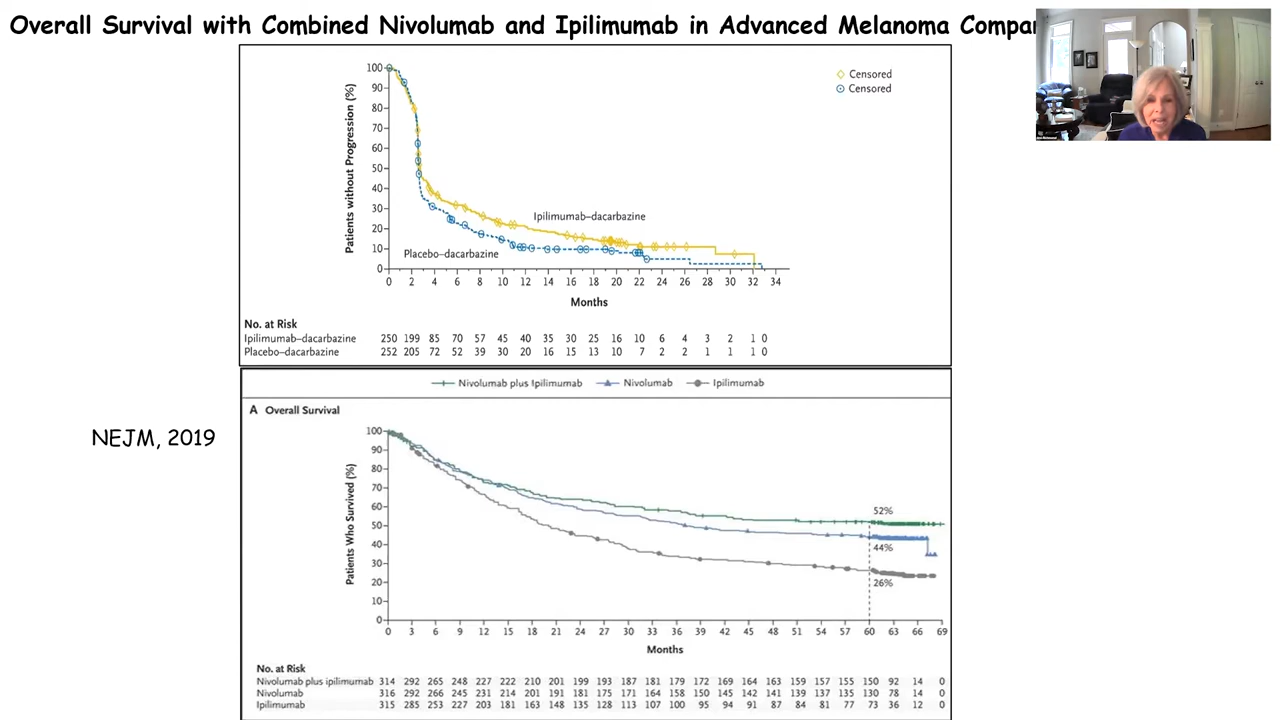 Overall Survival with Combined Nivolumab and Ipilimumab in Advanced Melanoma Compar
Patients without Progression (%)
100
90
80
70
60
50
40
30
20
10
0
Censored
Censored
Ipilimumab–dacarbazine
Placebo–dacarbazine
0 2 4 6 8 10 12 14 16 18 20 22 24 26 28 30 32 34
Months
No. at Risk
Ipilimumab–dacarbazine 250 199 85 70 57 45 40 35 30 25 16 10 6 4 3 2 1 0
Placebo–dacarbazine 252 205 72 52 39 30 20 16 15 13 10 7 2 2 1 1 1 0
Nivolumab plus Ipilimumab Nivolumab Ipilimumab
A Overall Survival
NEJM, 2019
Patients Who Survived (%)
100
90
80
70
60
50
40
30
20
10
0
52%
44%
26%
0 3 6 9 12 15 18 21 24 27 30 33 36 39 42 45 48 51 54 57 60 63 66 69
Months
No. at Risk
Nivolumab plus ipilimumab 314 292 265 248 227 222 210 201 199 193 187 181 179 172 169 164 163 159 157 155 150 92 14 0
Nivolumab 316 292 266 245 231 214 201 191 181 175 171 164 158 150 145 142 141 139 137 135 130 78 14 0
Ipilimumab 315 285 253 227 203 181 163 148 135 128 113 107 100 95 94 91 87 84 81 77 73 36 12 0